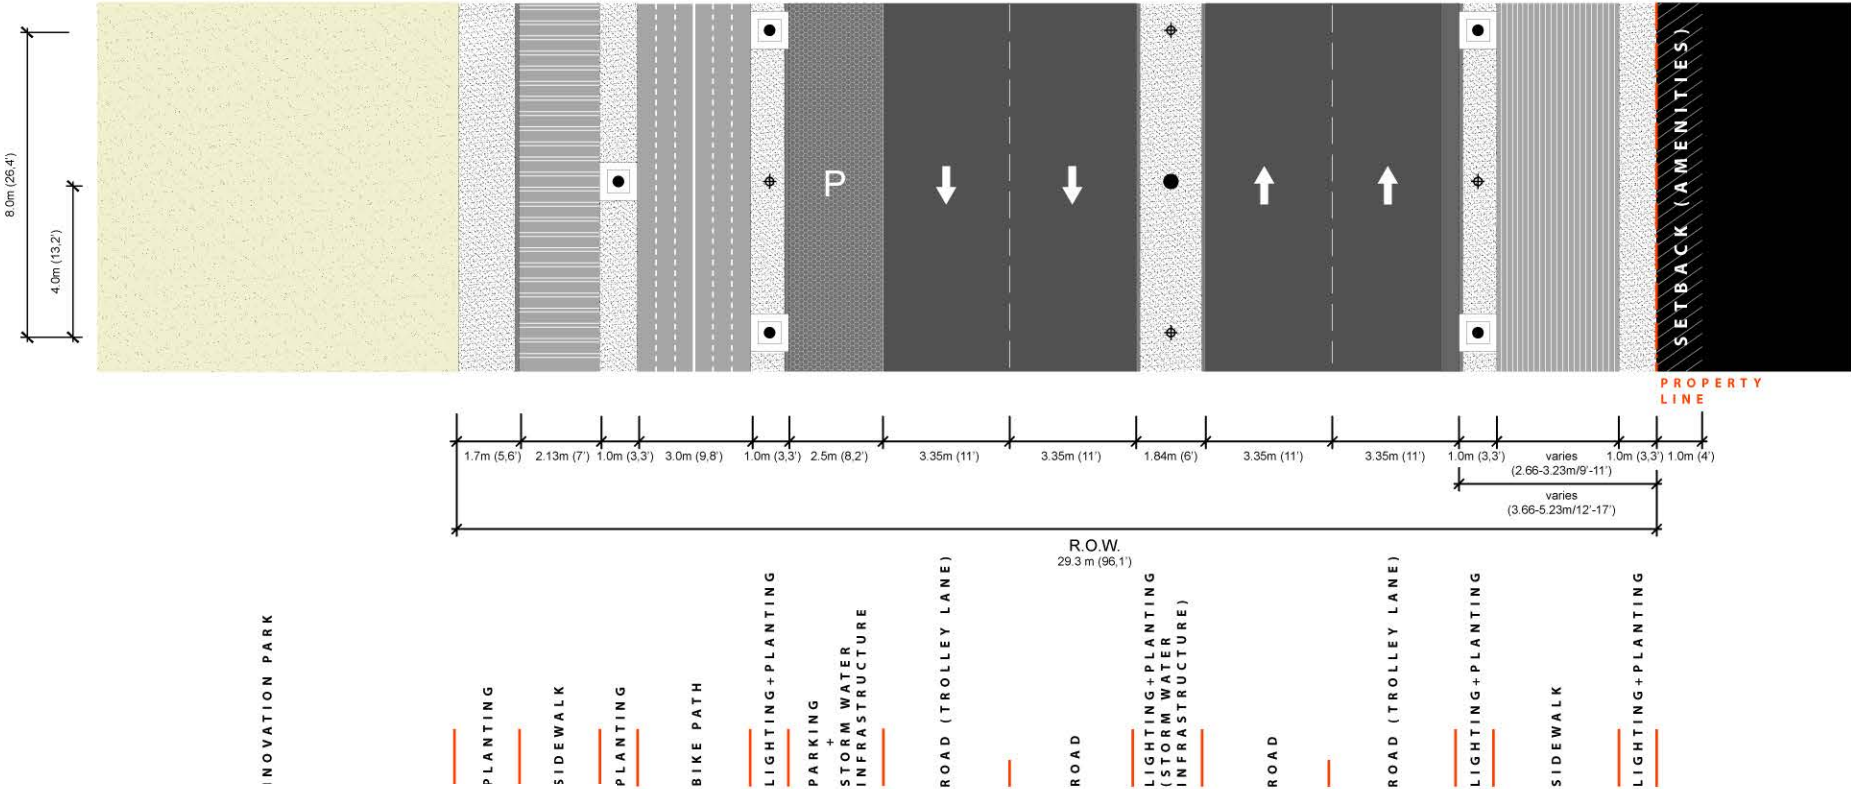 8.0m (26,4')
4.0m (13,2')
P
SETBACK (AMENITIES)
PROPERTY
LINE
1.7m (5,6')
2.13m (7')
1.0m (3,3')
3.0m (9,8')
1.0m (3,3')
2.5m (8,2')
3.35m (11')
3.35m (11')
1.84m (6')
3.35m (11')
3.35m (11')
1.0m (3,3')
varies
(2.66-3.23m/9'-11')
1.0m (3,3')
1.0m (4')
varies
(3.66-5.23m/12'-17')
R.O.W.
29.3 m (96,1')
INNOVATION PARK
PLANTING
SIDEWALK
PLANTING
BIKE PATH
LIGHTING+PLANTING
PARKING
+
STORM WATER
INFRASTRUCTURE
ROAD (TROLLEY LANE)
ROAD
LIGHTING+PLANTING
(STORM WATER
INFRASTRUCTURE)
ROAD
ROAD (TROLLEY LANE)
LIGHTING+PLANTING
SIDEWALK
LIGHTING+PLANTING